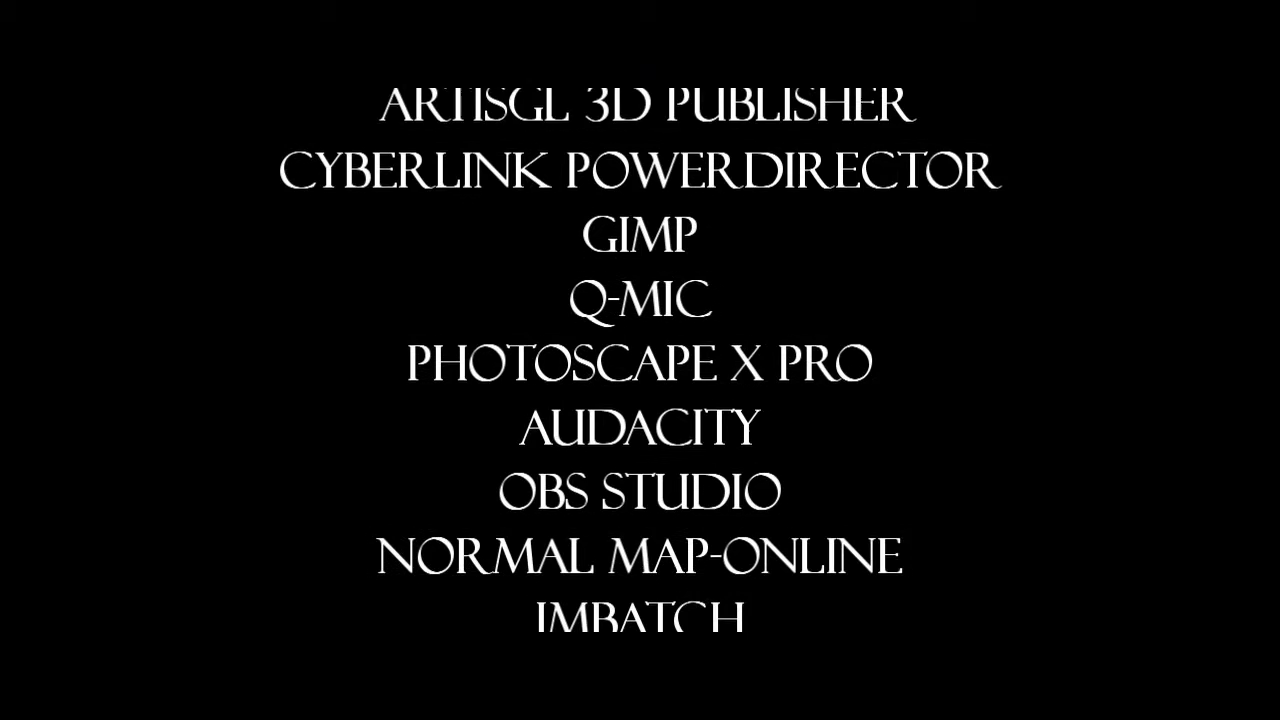 ARTISGL 3D PUBLISHER
CYBERLINK POWERDIRECTOR
GIMP
Q-MIC
PHOTOSCAPE X PRO
AUDACITY
OBS STUDIO
NORMAL MAP-ONLINE
IMBATCH